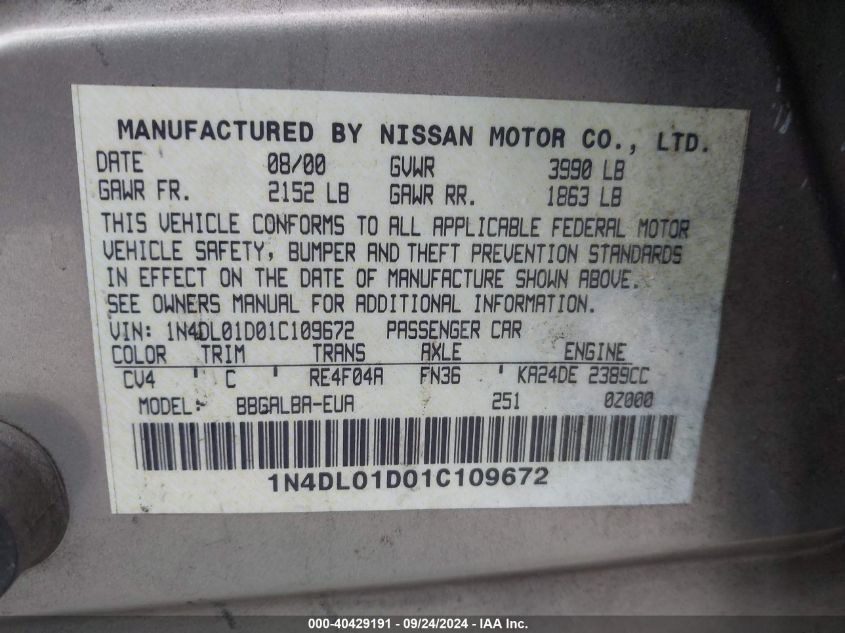 MANUFACTURED BY NISSAN MOTOR CO., LTD.
DATE 08/00 GVWR 3990 LB
GAWR FR. 2152 LB GAWR RR. 1863 LB
THIS VEHICLE CONFORMS TO ALL APPLICABLE FEDERAL MOTOR
VEHICLE SAFETY, BUMPER AND THEFT PREVENTION STANDARDS
IN EFFECT ON THE DATE OF MANUFACTURE SHOWN ABOVE.
SEE OWNERS MANUAL FOR ADDITIONAL INFORMATION.
VIN: 1N4DL01D01C109672 PASSENGER CAR
COLOR TRIM TRANS AXLE ENGINE
CV4 ' C ' RE4F04A FN36 ' KA24DE 2389CC
MODEL: BBGALBA-EUA 251 0Z000
1N4DL01D01C109672
000-40429191 - 09/24/2024 - IAA Inc.